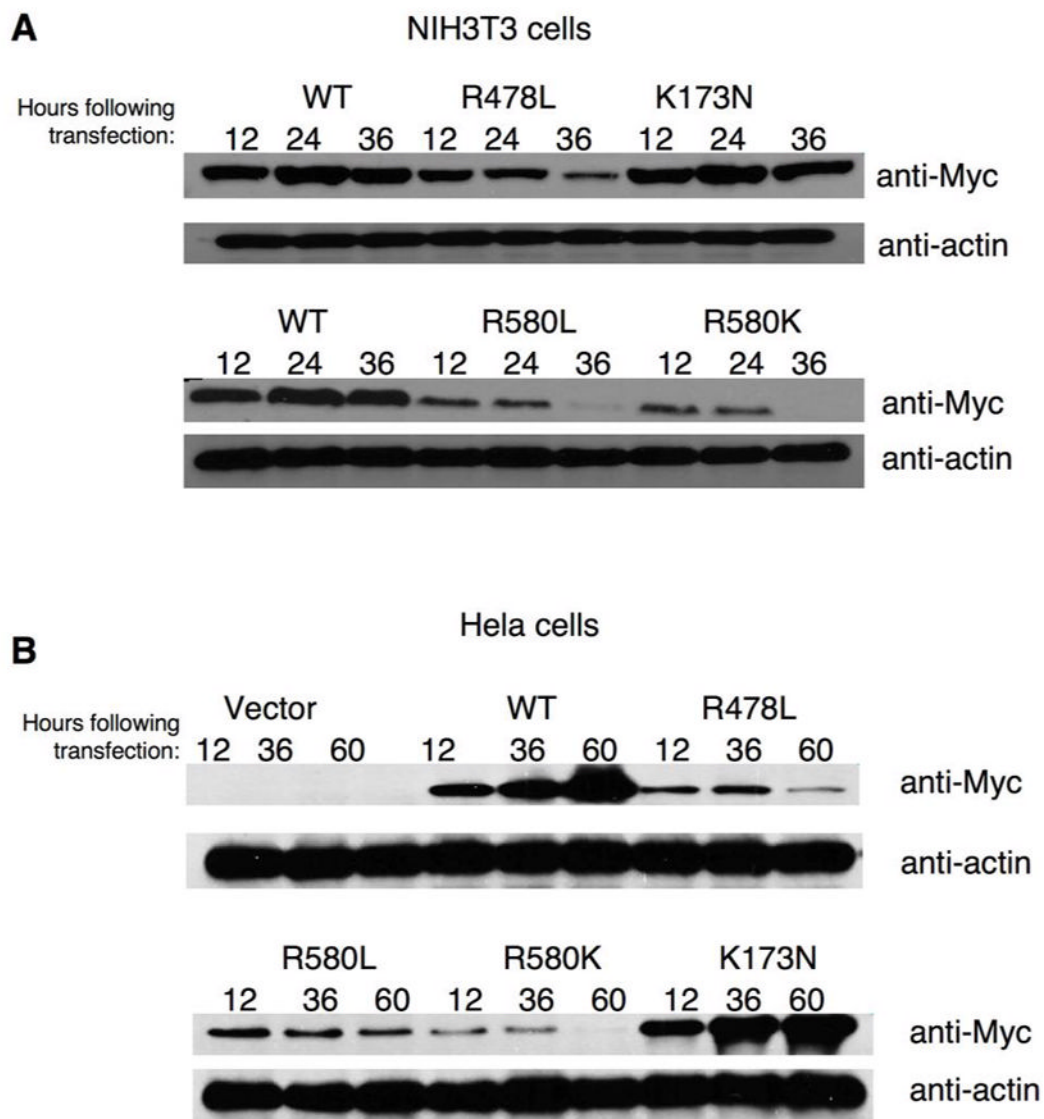 A
NIH3T3 cells
WT R478L K173N
Hours following
transfection:
12 24 36 12 24 36 12 24 36
anti-Myc
anti-actin
WT R580L R580K
12 24 36 12 24 36 12 24 36
anti-Myc
anti-actin
Hela cells
B
Vector WT R478L
Hours following
transfection:
12 36 60 12 36 60 12 36 60
anti-Myc
anti-actin
R580L R580K K173N
12 36 60 12 36 60 12 36 60
anti-Myc
anti-actin